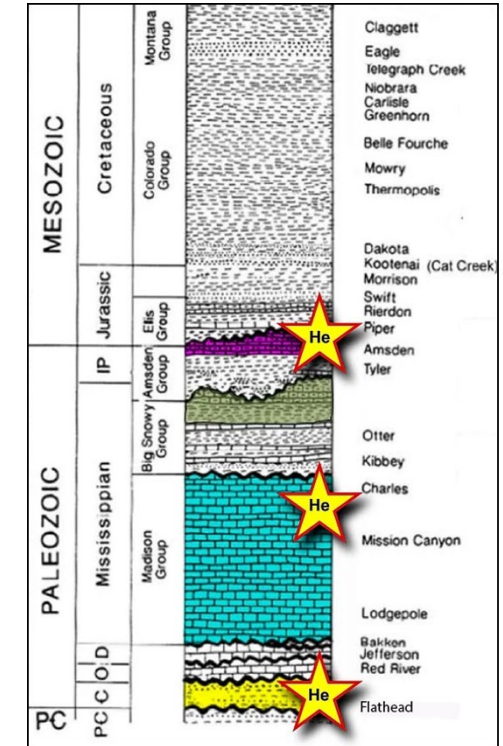 MESOZOIC
PALEOZOIC
PC
Cretaceous
Jurassic
IP
Mississippian
D
O
C
PC
Montana Group
Colorado Group
Ellis Group
Amsden Group
Big Snowy Group
Madison Group
Claggett
Eagle
Telegraph Creek
Niobrara
Carlisle
Greenhorn
Belle Fourche
Mowry
Thermopolis
Dakota
Kootenai (Cat Creek)
Morrison
Swift
Rierdon
Piper
Amsden
Tyler
Otter
Kibbey
Charles
Mission Canyon
Lodgepole
Bakken
Jefferson
Red River
Flathead
He
He
He